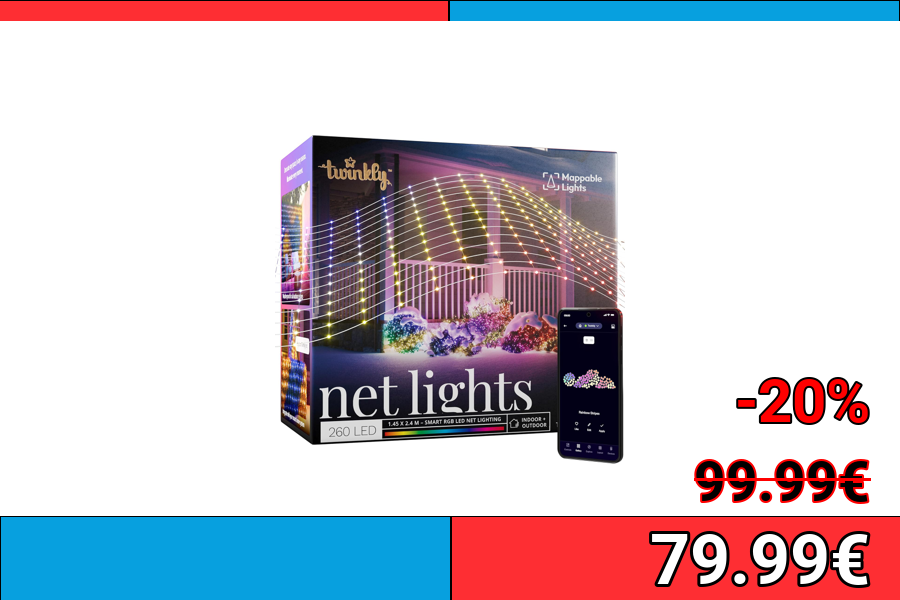 twinkly
Mappable
Lights
net lights
260 LED
1.45 X 2.4 M - SMART RGB LED NET LIGHTING
INDOOR +
OUTDOOR
-20%
99.99€
79.99€